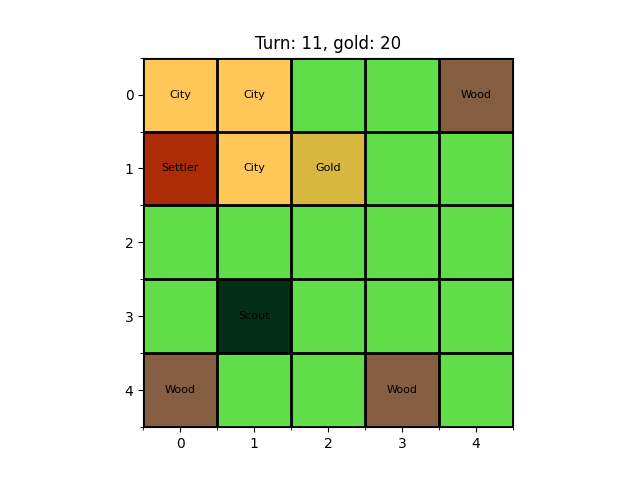 Turn: 11, gold: 20
0 City City Wood
1 Settler City Gold
2
3 Scout
4 Wood Wood
0 1 2 3 4